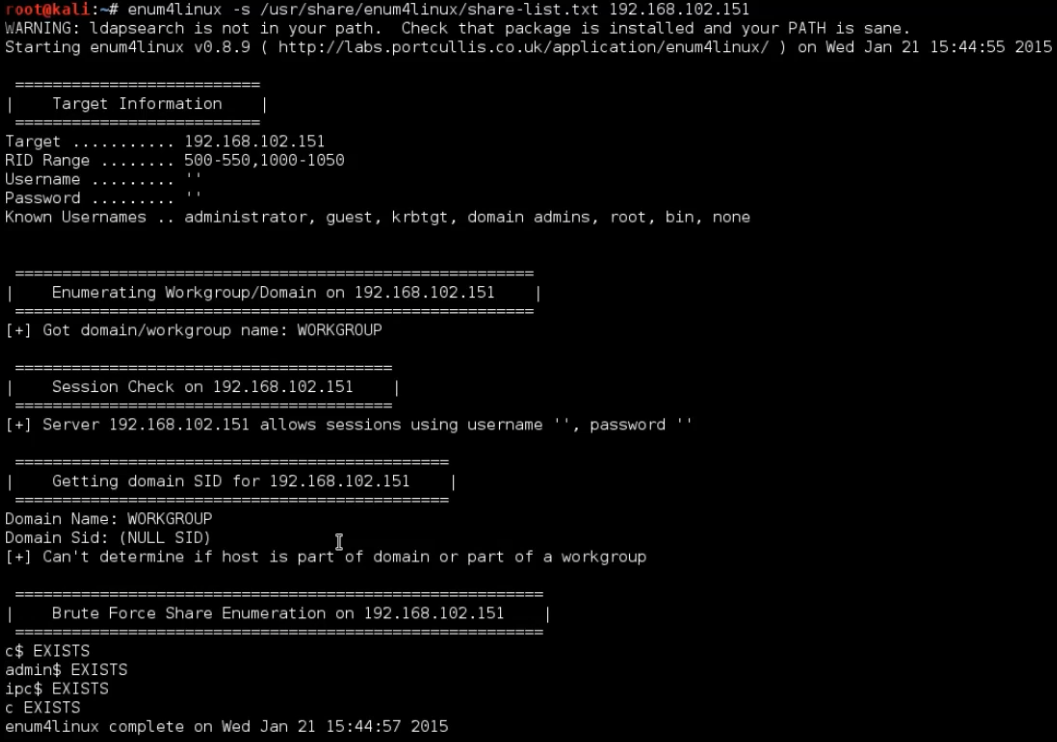 root@kali:~# enum4linux -s /usr/share/enum4linux/share-list.txt 192.168.102.151
WARNING: ldapsearch is not in your path.  Check that package is installed and your PATH is sane.
Starting enum4linux v0.8.9 ( http://labs.portcullis.co.uk/application/enum4linux/ ) on Wed Jan 21 15:44:55 2015

 ==========================
|    Target Information    |
 ==========================
Target ........... 192.168.102.151
RID Range ........ 500-550,1000-1050
Username ......... ''
Password ......... ''
Known Usernames .. administrator, guest, krbtgt, domain admins, root, bin, none

 =======================================================
|    Enumerating Workgroup/Domain on 192.168.102.151    |
 =======================================================
[+] Got domain/workgroup name: WORKGROUP

 ========================================
|    Session Check on 192.168.102.151    |
 ========================================
[+] Server 192.168.102.151 allows sessions using username '', password ''

 ==============================================
|    Getting domain SID for 192.168.102.151    |
 ==============================================
Domain Name: WORKGROUP
Domain Sid: (NULL SID)
[+] Can't determine if host is part of domain or part of a workgroup

 ========================================================
|    Brute Force Share Enumeration on 192.168.102.151    |
 ========================================================
c$ EXISTS
admin$ EXISTS
ipc$ EXISTS
c EXISTS
enum4linux complete on Wed Jan 21 15:44:57 2015